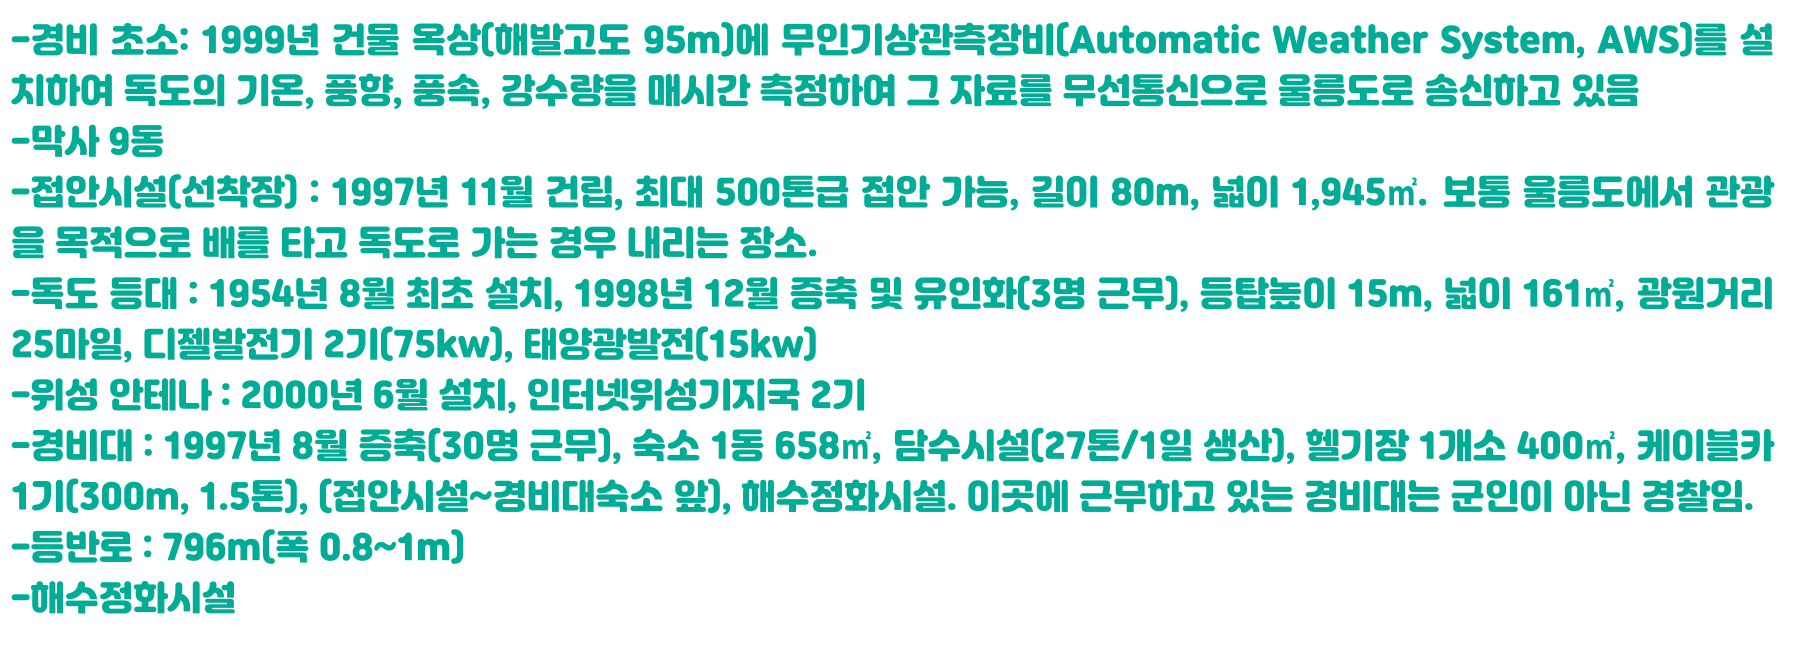 -경비 초소: 1999년 건물 옥상(해발고도 95m)에 무인기상관측장비(Automatic Weather System, AWS)를 설
치하여 독도의 기온, 풍향, 풍속, 강수량을 매시간 측정하여 그 자료를 무선통신으로 울릉도로 송신하고 있음
-막사 9동
-접안시설(선착장) : 1997년 11월 건립, 최대 500톤급 접안 가능, 길이 80m, 넓이 1,945㎡. 보통 울릉도에서 관광
을 목적으로 배를 타고 독도로 가는 경우 내리는 장소.
-독도 등대 : 1954년 8월 최초 설치, 1998년 12월 증축 및 유인화(3명 근무), 등탑높이 15m, 넓이 161㎡, 광원거리
25마일, 디젤발전기 2기(75kw), 태양광발전(15kw)
-위성 안테나 : 2000년 6월 설치, 인터넷위성기지국 2기
-경비대 : 1997년 8월 증축(30명 근무), 숙소 1동 658㎡, 담수시설(27톤/1일 생산), 헬기장 1개소 400㎡, 케이블카
1기(300m, 1.5톤), (접안시설~경비대숙소 앞), 해수정화시설. 이곳에 근무하고 있는 경비대는 군인이 아닌 경찰임.
-등반로 : 796m(폭 0.8~1m)
-해수정화시설